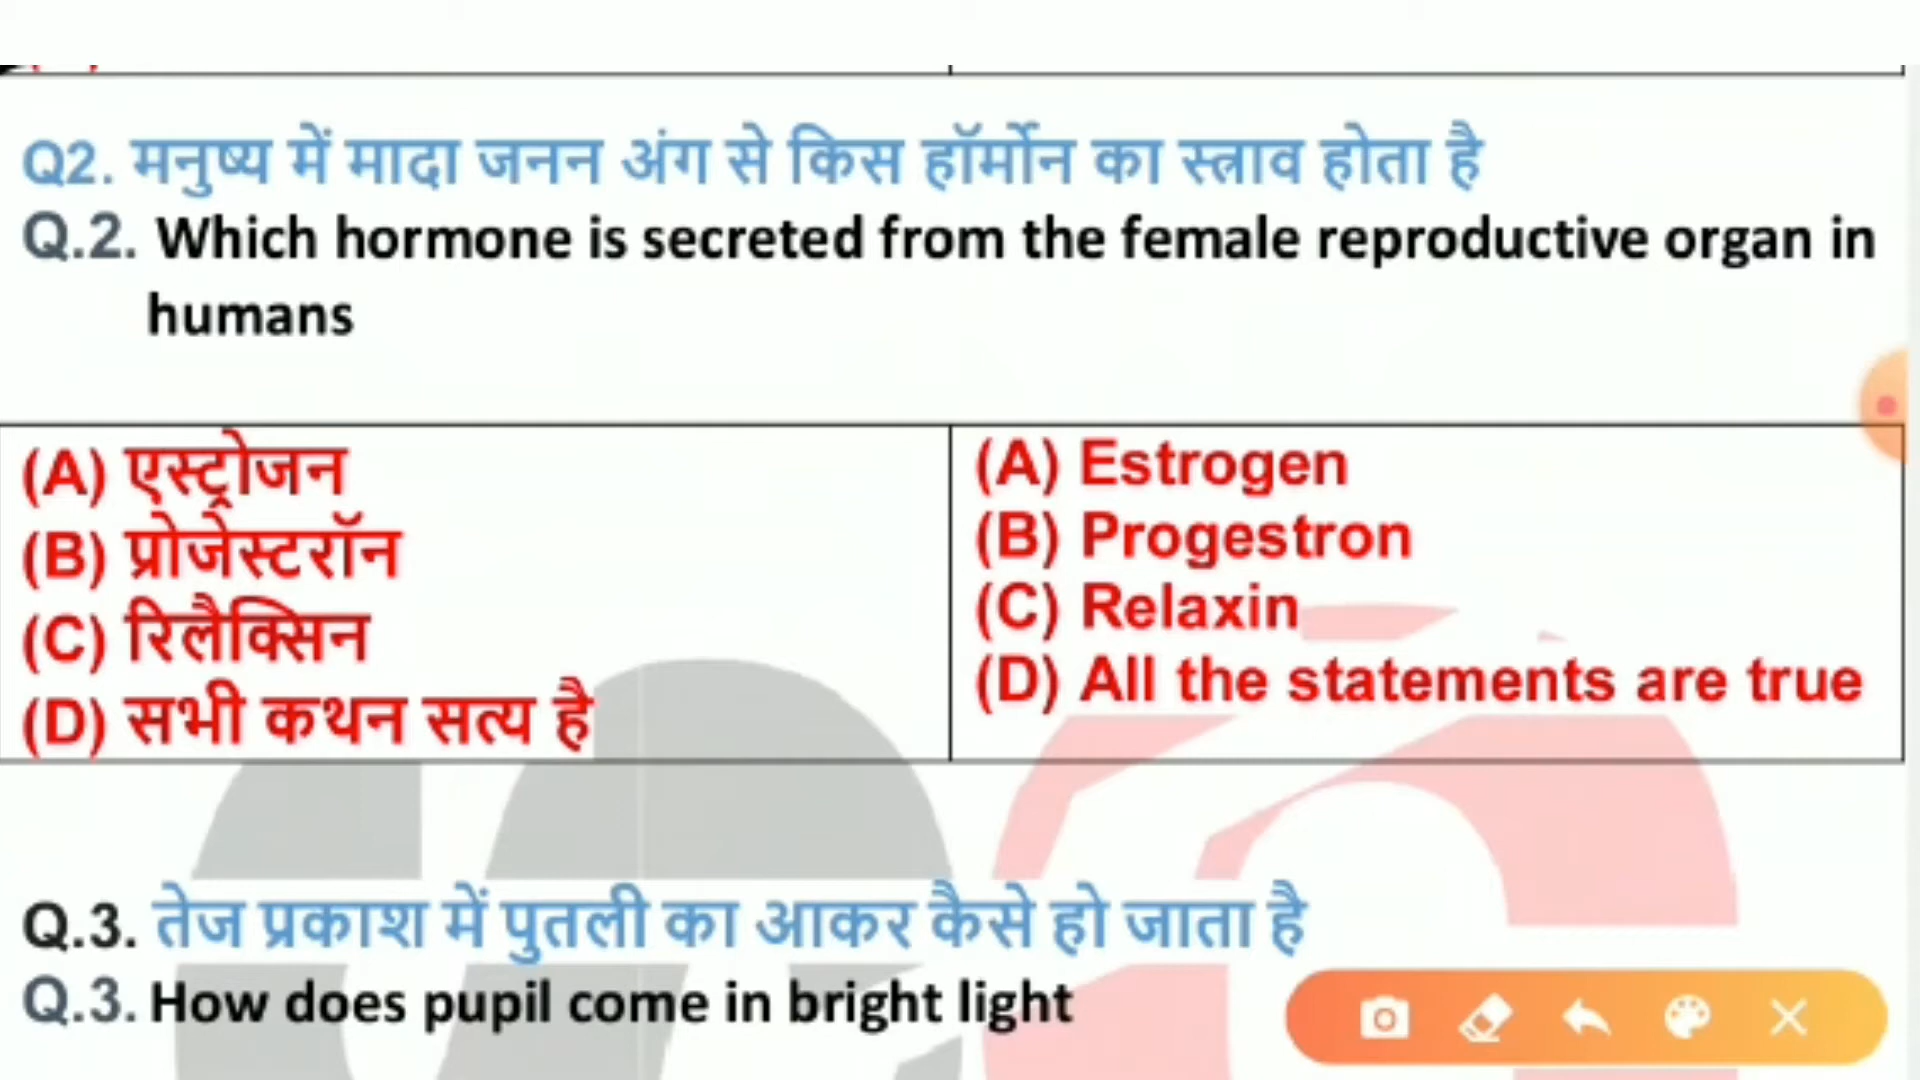 Q2. मनुष्य में मादा जनन अंग से किस हॉर्मोन का स्त्राव होता है
Q.2. Which hormone is secreted from the female reproductive organ in
humans
(A) एस्ट्रोजन
(B) प्रोजेस्टरॉन
(C) रिलैक्सिन
(D) सभी कथन सत्य है
(A) Estrogen
(B) Progestron
(C) Relaxin
(D) All the statements are true
Q.3. तेज प्रकाश में पुतली का आकर कैसे हो जाता है
Q.3. How does pupil come in bright light